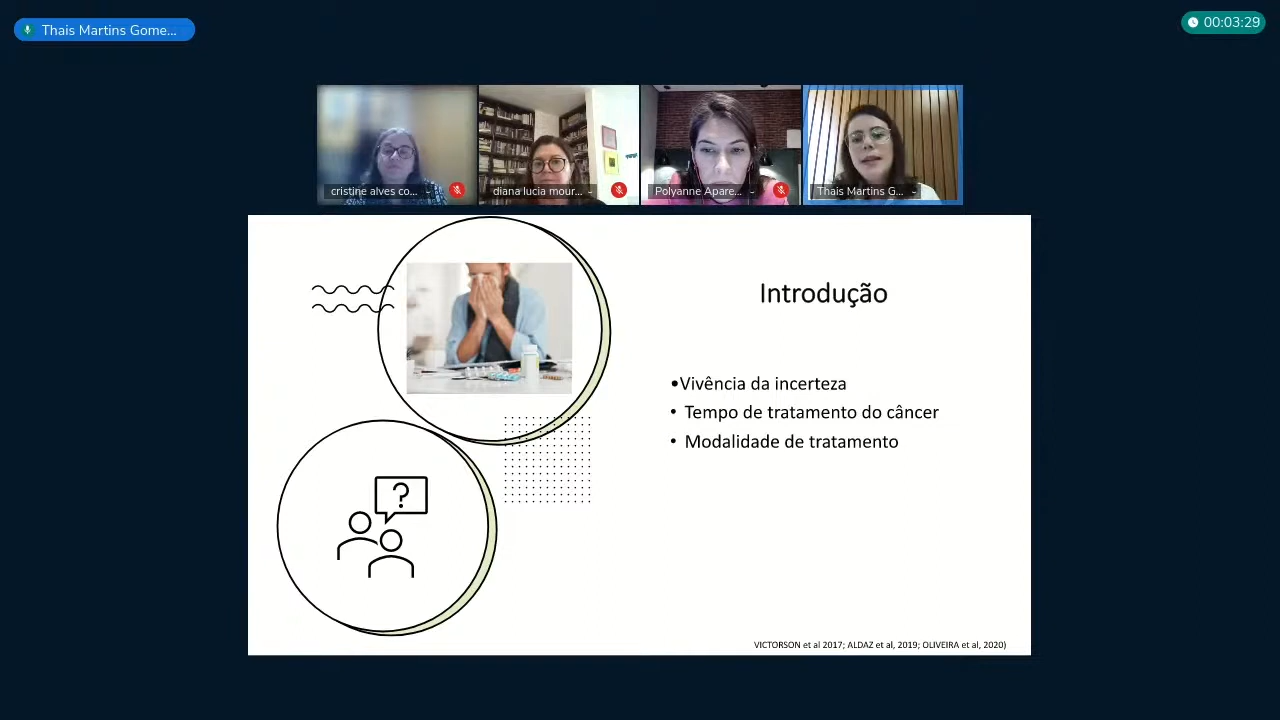 Thais Martins Gome...
00:03:29
cristine alves co...
diana lucia mour...
Polyanne Apare...
Thais Martins G...
Introdução
•Vivência da incerteza
• Tempo de tratamento do câncer
• Modalidade de tratamento
?
VICTORSON et al 2017; ALDAZ et al, 2019; OLIVEIRA et al, 2020)